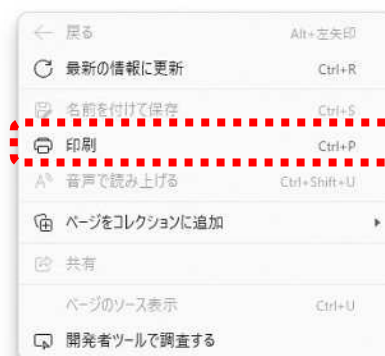 戻る Alt+左矢印
最新の情報に更新 Ctrl+R
名前を付けて保存 Ctrl+S
印刷 Ctrl+P
音声で読み上げる Ctrl+Shift+U
ページをコレクションに追加
共有
ページのソース表示 Ctrl+U
開発者ツールで調査する